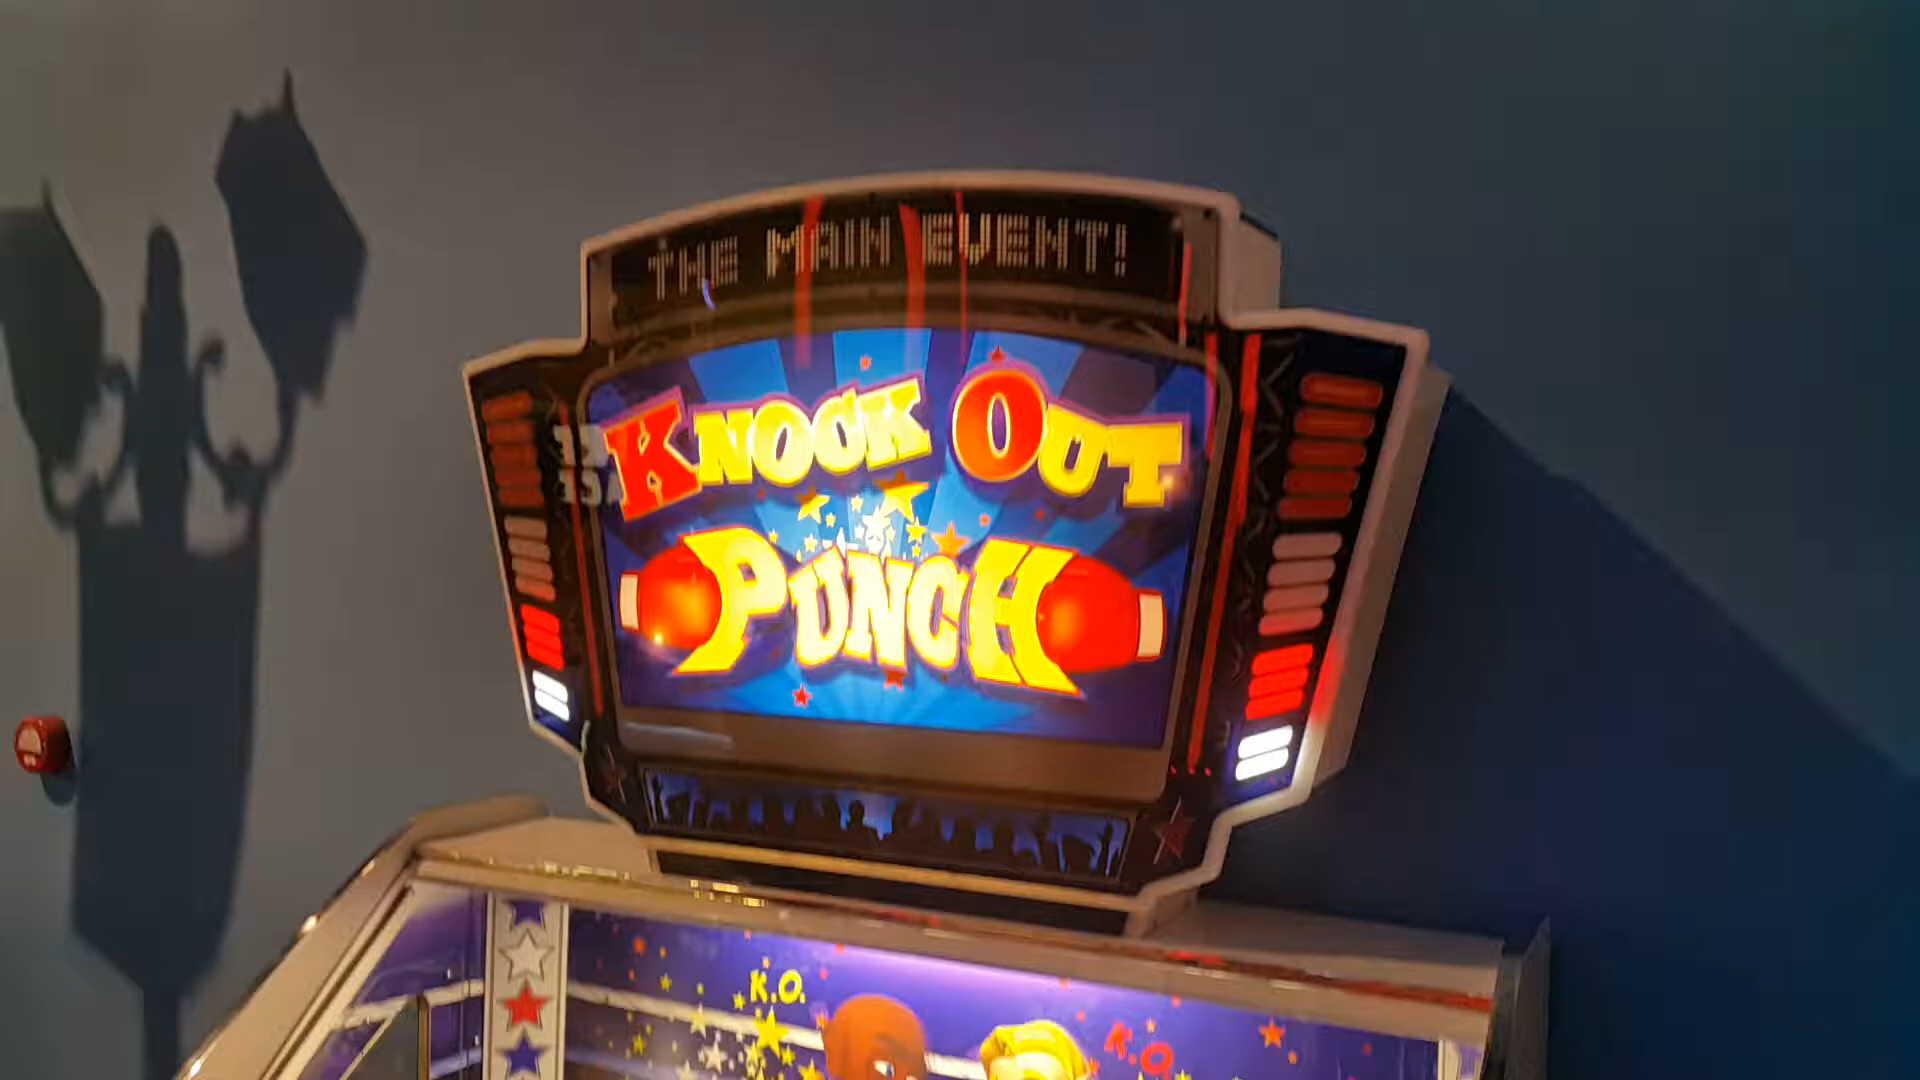 THE MAIN EVENT!
KNOCK OUT
PUNCH
K.O.
K.O